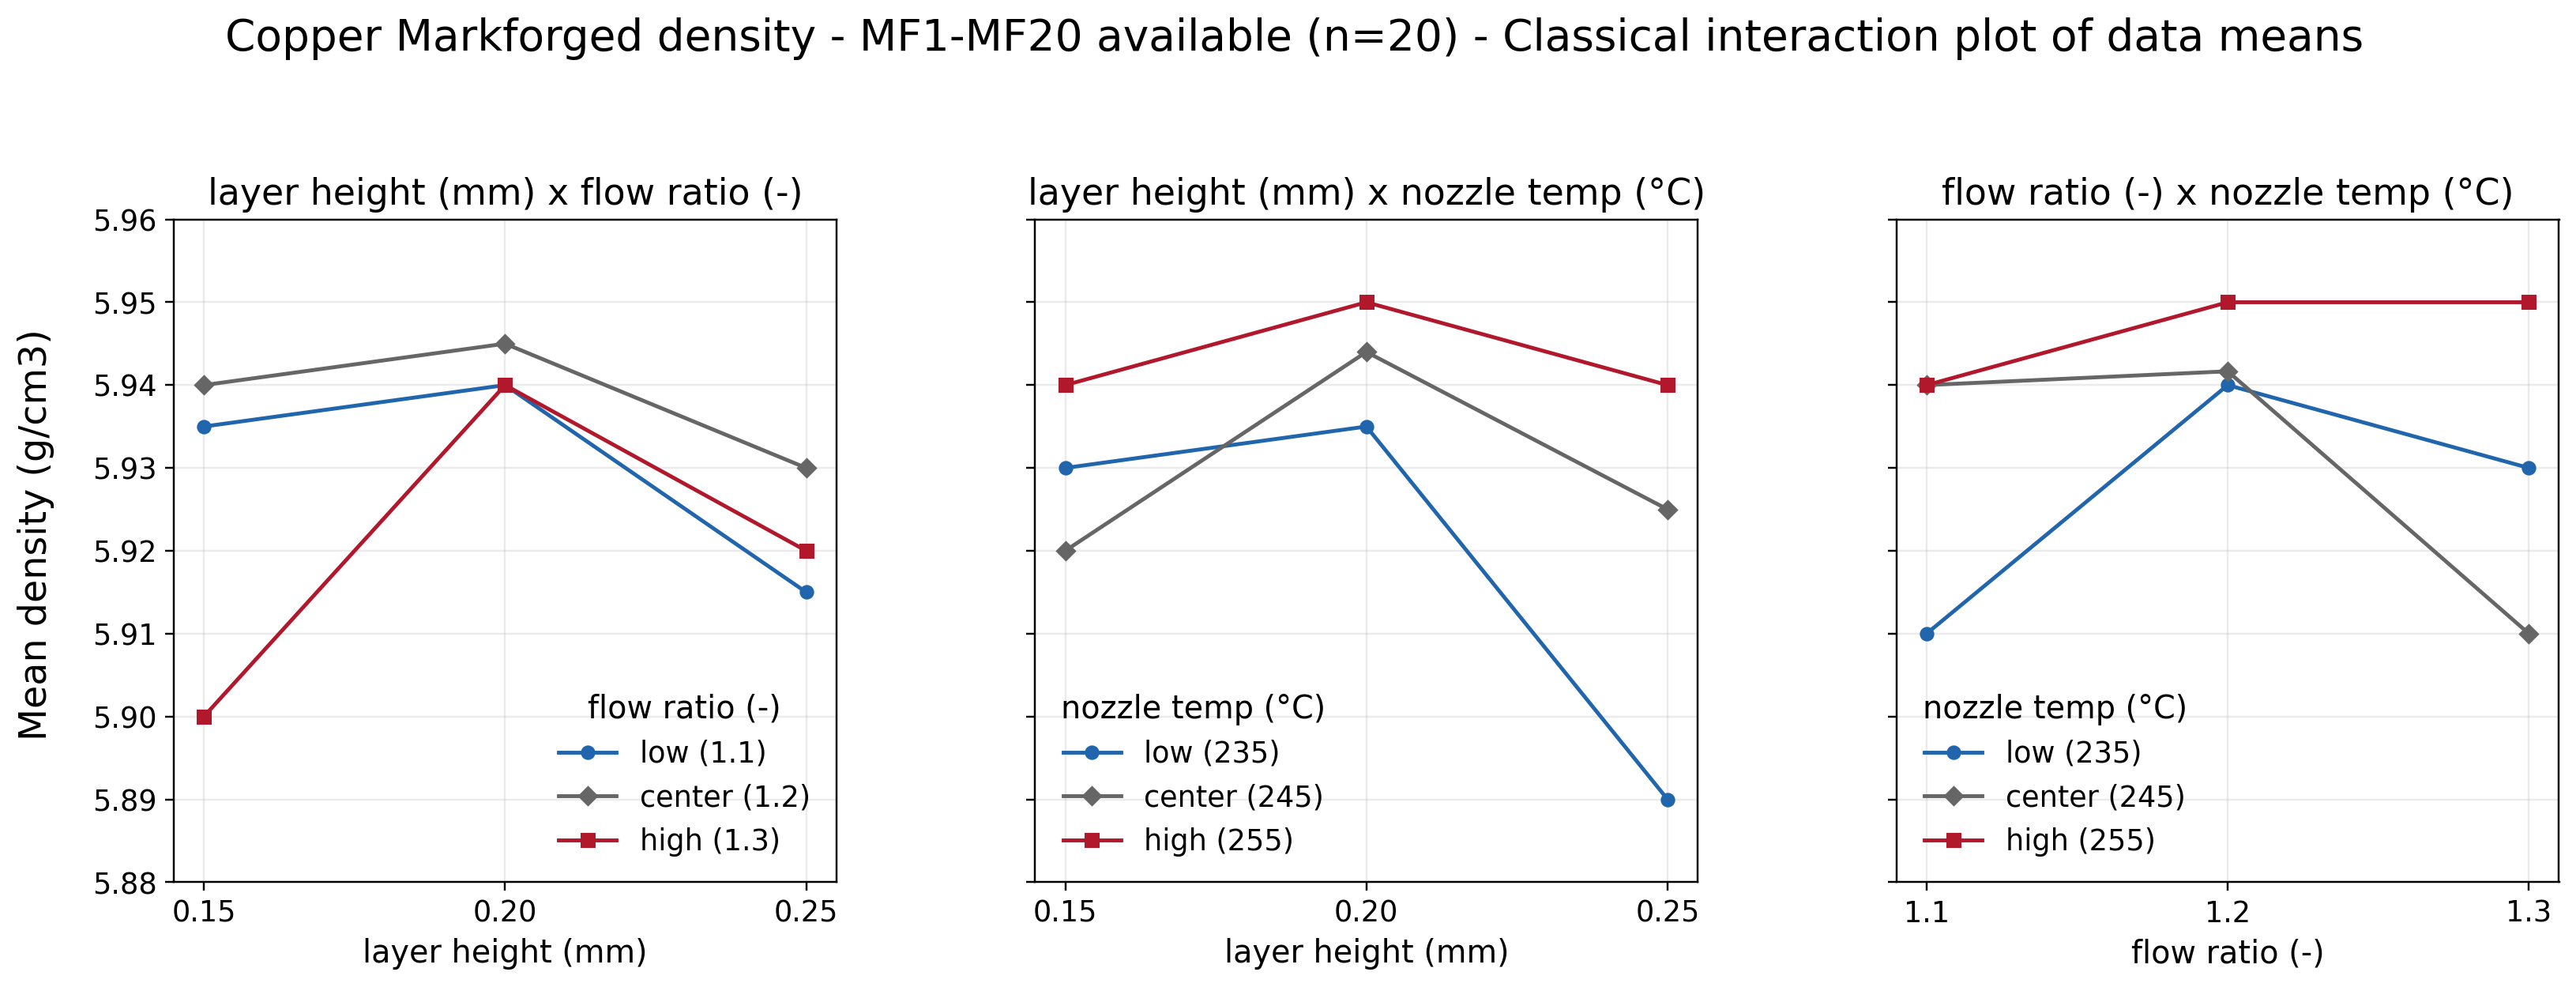 Copper Markforged density - MF1-MF20 available (n=20) - Classical interaction plot of data means
Mean density (g/cm3)
layer height (mm) x flow ratio (-)
5.96
5.95
5.94
5.93
5.92
5.91
5.90
5.89
5.88
flow ratio (-)
low (1.1)
center (1.2)
high (1.3)
0.15 0.20 0.25
layer height (mm)
layer height (mm) x nozzle temp (°C)
nozzle temp (°C)
low (235)
center (245)
high (255)
0.15 0.20 0.25
layer height (mm)
flow ratio (-) x nozzle temp (°C)
nozzle temp (°C)
low (235)
center (245)
high (255)
1.1 1.2 1.3
flow ratio (-)